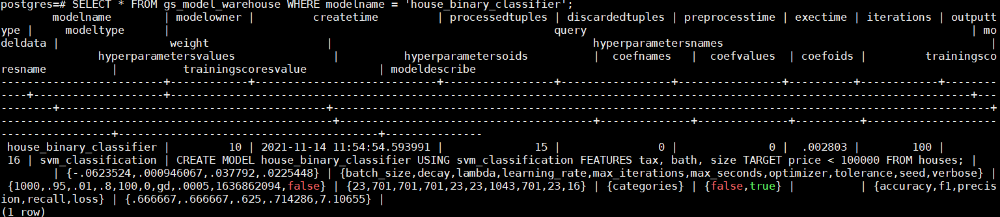 postgres=# SELECT * FROM gs_model_warehouse WHERE modelname = 'house_binary_classifier';
modelname | modelowner | createtime | processedtuples | discardedtuples | preprocesstime | exectime | iterations | outputt
ype | modeltype | query | mo
deldata | weight | hyperparametersnames |
hyperparametersvalues | hyperparametersoids | coefnames | coefvalues | coefoids | trainingsco
resname | trainingscoresvalue | modeldescribe
-------------------------+------------+----------------------------+-----------------+-----------------+----------------+----------+------------+--------
----+--------------------+----------------------------------------------------------------------------------------------------------------------------+---
--------+-----------------------------------------+-----------------------------------------------------------------------------------------------------+
---------------------------------------------------+---------------------------------------+--------------+--------------+----------+--------------------
-----------------+----------------------------------------+---------------
house_binary_classifier | 10 | 2021-11-14 11:54:54.593991 | 15 | 0 | 0 | .002803 | 100 |
16 | svm_classification | CREATE MODEL house_binary_classifier USING svm_classification FEATURES tax, bath, size TARGET price < 100000 FROM houses; |
| {-.0623524,.000946067,.037792,.0225448} | {batch_size,decay,lambda,learning_rate,max_iterations,max_seconds,optimizer,tolerance,seed,verbose} |
{1000,.95,.01,.8,100,0,gd,.0005,1636862094,false} | {23,701,701,701,23,23,1043,701,23,16} | {categories} | {false,true} | | {accuracy,f1,precis
ion,recall,loss} | {.666667,.666667,.625,.714286,7.10655} |
(1 row)